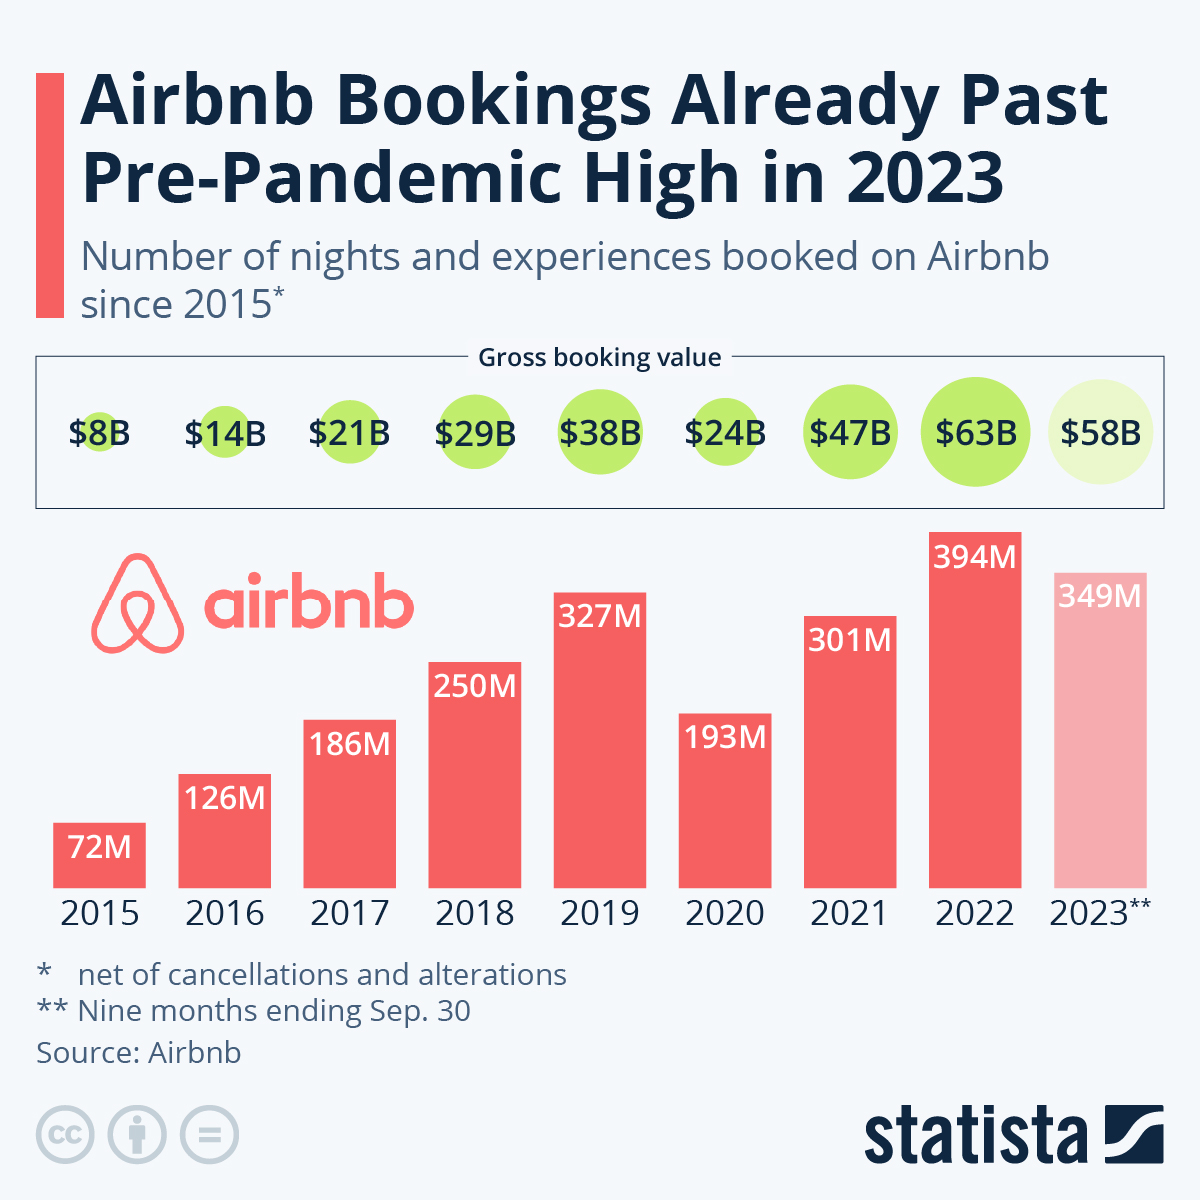 Airbnb Bookings Already Past
Pre-Pandemic High in 2023
Number of nights and experiences booked on Airbnb
since 2015*
Gross booking value
$8B $14B $21B $29B $38B $24B $47B $63B $58B
airbnb
72M 126M 186M 250M 327M 193M 301M 394M 349M
2015 2016 2017 2018 2019 2020 2021 2022 2023**
* net of cancellations and alterations
** Nine months ending Sep. 30
Source: Airbnb
cc
statista